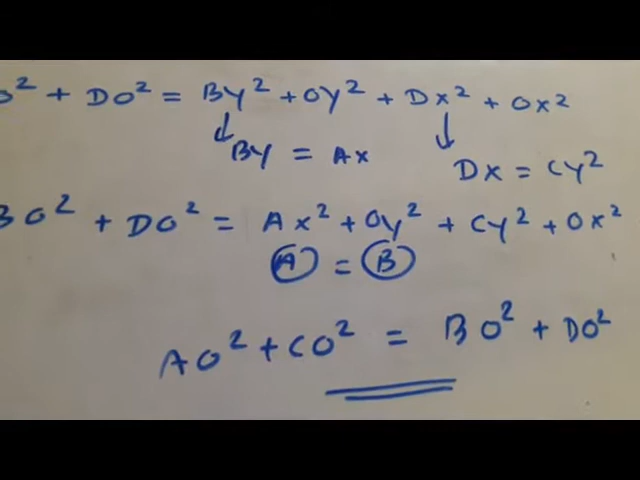 O² + DO² = BY² + OY² + DX² + OX²
↓ ↓
BY = AX
DX = CY²
BO² + DO² = AX² + OY² + CY² + OX²
A = B
AO² + CO² = BO² + DO²